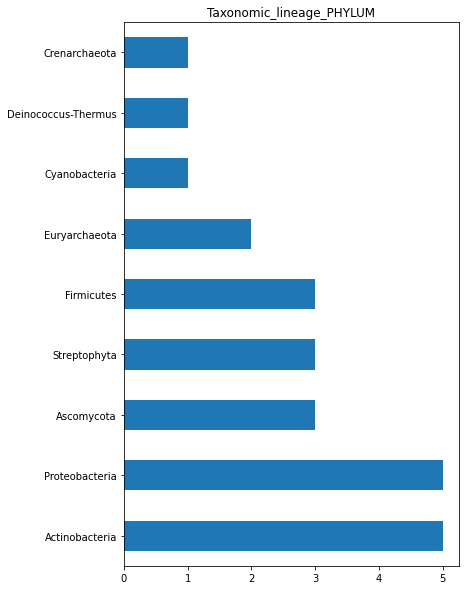 Taxonomic_lineage_PHYLUM
Crenarchaeota
Deinococcus-Thermus
Cyanobacteria
Euryarchaeota
Firmicutes
Streptophyta
Ascomycota
Proteobacteria
Actinobacteria
0 1 2 3 4 5